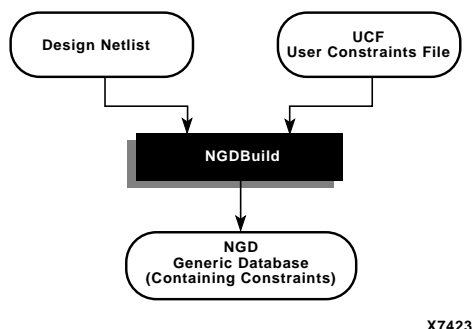 Design Netlist
UCF
User Constraints File
NGDBuild
NGD
Generic Database
(Containing Constraints)
X7423